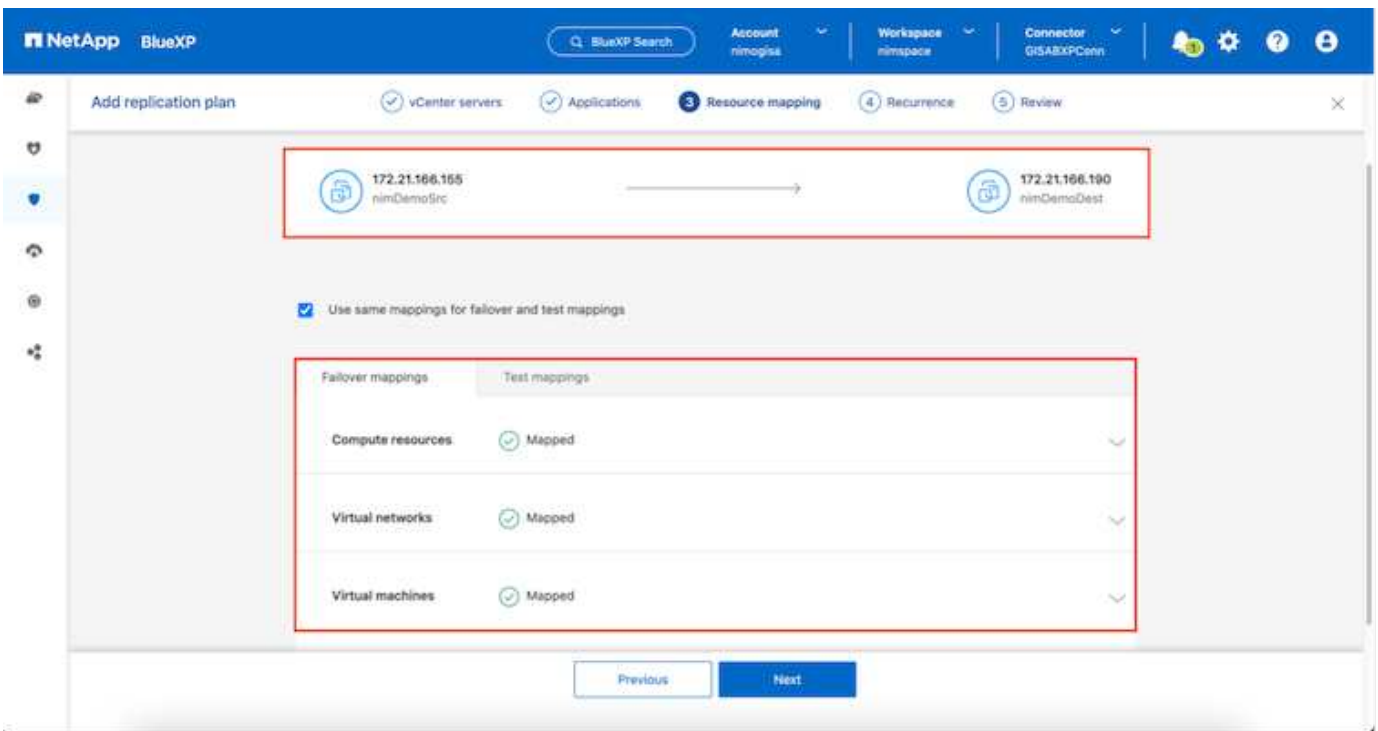 NetApp BlueXP
BlueXP Search
Account
nimogisa
Workspace
nimspace
Connector
GISABXPConn
1
Add replication plan
vCenter servers
Applications
3 Resource mapping
4 Recurrence
5 Review
172.21.166.155
nimDemoSrc
172.21.166.190
nimDemoDest
Use same mappings for failover and test mappings
Failover mappings
Test mappings
Compute resources
Mapped
Virtual networks
Mapped
Virtual machines
Mapped
Previous
Next